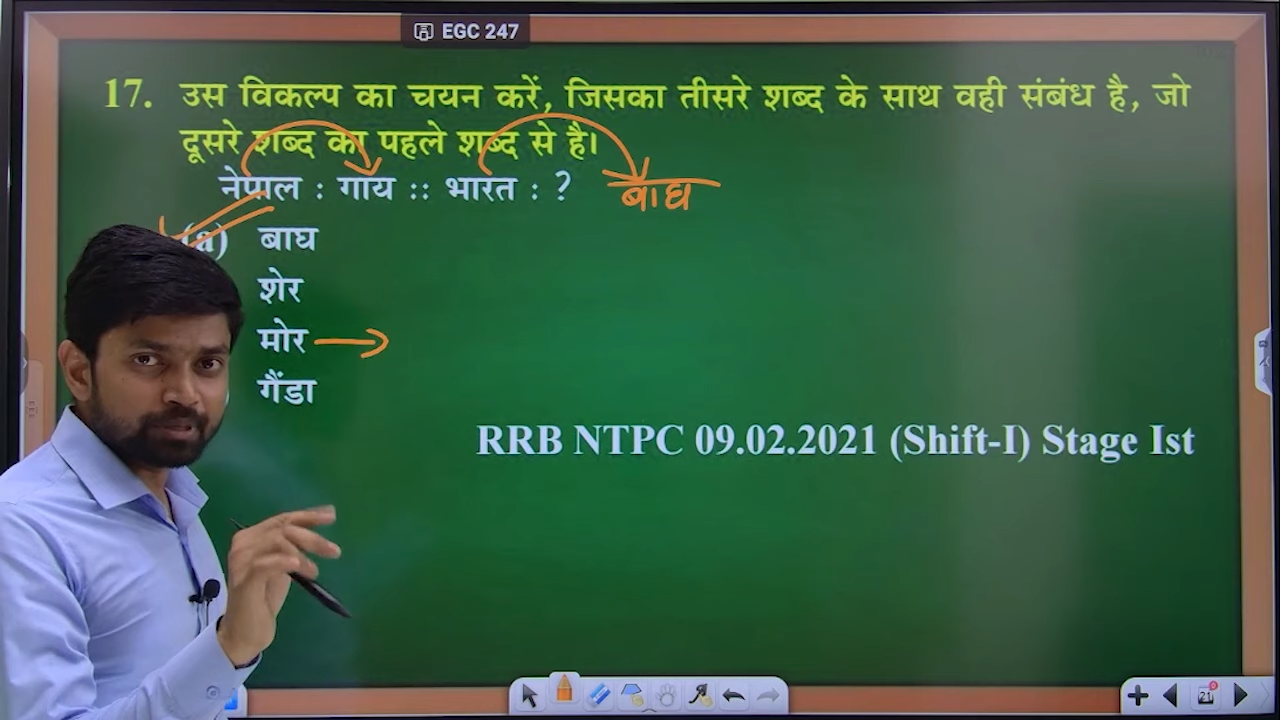 EGC 247
17. उस विकल्प का चयन करें, जिसका तीसरे शब्द के साथ वही संबंध है, जो
दूसरे शब्द का पहले शब्द से है।
नेपाल : गाय :: भारत : ? बाघ
(a) बाघ
शेर
मोर
गैंडा
RRB NTPC 09.02.2021 (Shift-I) Stage Ist
21